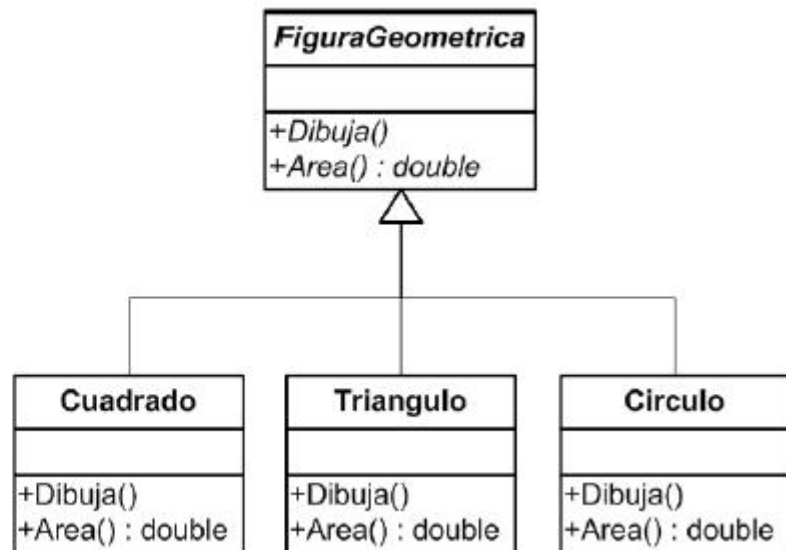 FiguraGeometrica
+Dibuja()
+Area() : double
Cuadrado
+Dibuja()
+Area() : double
Triangulo
+Dibuja()
+Area() : double
Circulo
+Dibuja()
+Area() : double